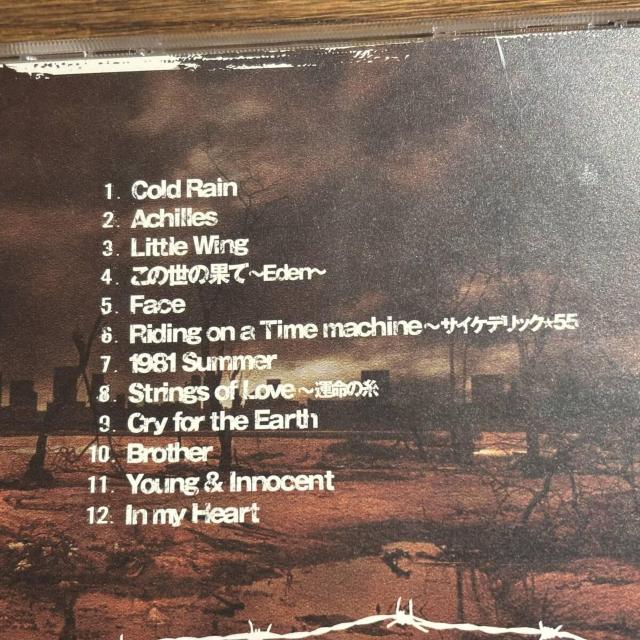 1. Cold Rain
2. Achilles
3. Little Wing
4. この世の果て～Eden～
5. Face
6. Riding on a Time machine～サイケデリック★55
7. 1981 Summer
8. Strings of Love ～運命の糸
9. Cry for the Earth
10. Brother
11. Young & Innocent
12. In my Heart